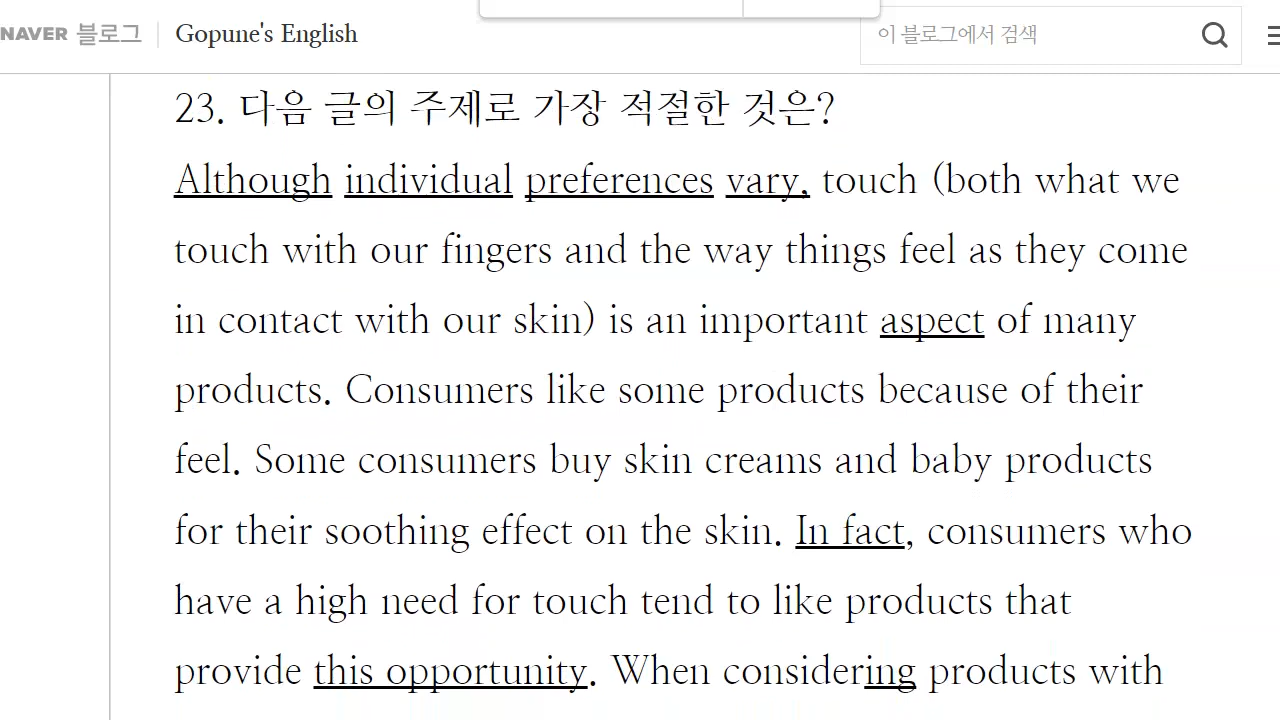 NAVER 블로그 Gopune's English 이 블로그에서 검색
23. 다음 글의 주제로 가장 적절한 것은?
Although individual preferences vary, touch (both what we
touch with our fingers and the way things feel as they come
in contact with our skin) is an important aspect of many
products. Consumers like some products because of their
feel. Some consumers buy skin creams and baby products
for their soothing effect on the skin. In fact, consumers who
have a high need for touch tend to like products that
provide this opportunity. When considering products with